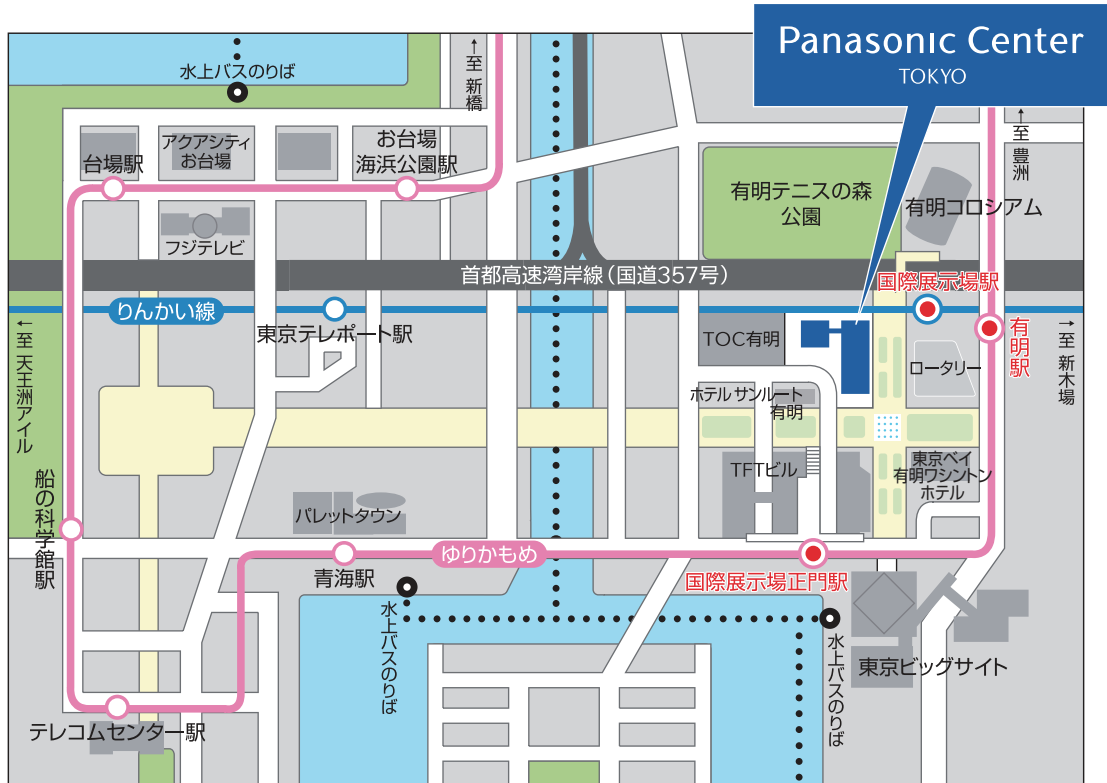 Panasonic Center
TOKYO
水上バスのりば
←至 新橋
←至 豊洲
台場駅
アクアシティ
お台場
お台場
海浜公園駅
有明テニスの森
公園
有明コロシアム
フジテレビ
首都高速湾岸線(国道357号)
国際展示場駅
りんかい線
東京テレポート駅
←至 天王洲アイル
TOC有明
有明駅
→至 新木場
ロータリー
ホテル サンルート
有明
船の科学館駅
TFTビル
東京ベイ
有明ワシントン
ホテル
パレットタウン
ゆりかもめ
青海駅
国際展示場正門駅
水上バスのりば
水上バスのりば
東京ビッグサイト
テレコムセンター駅